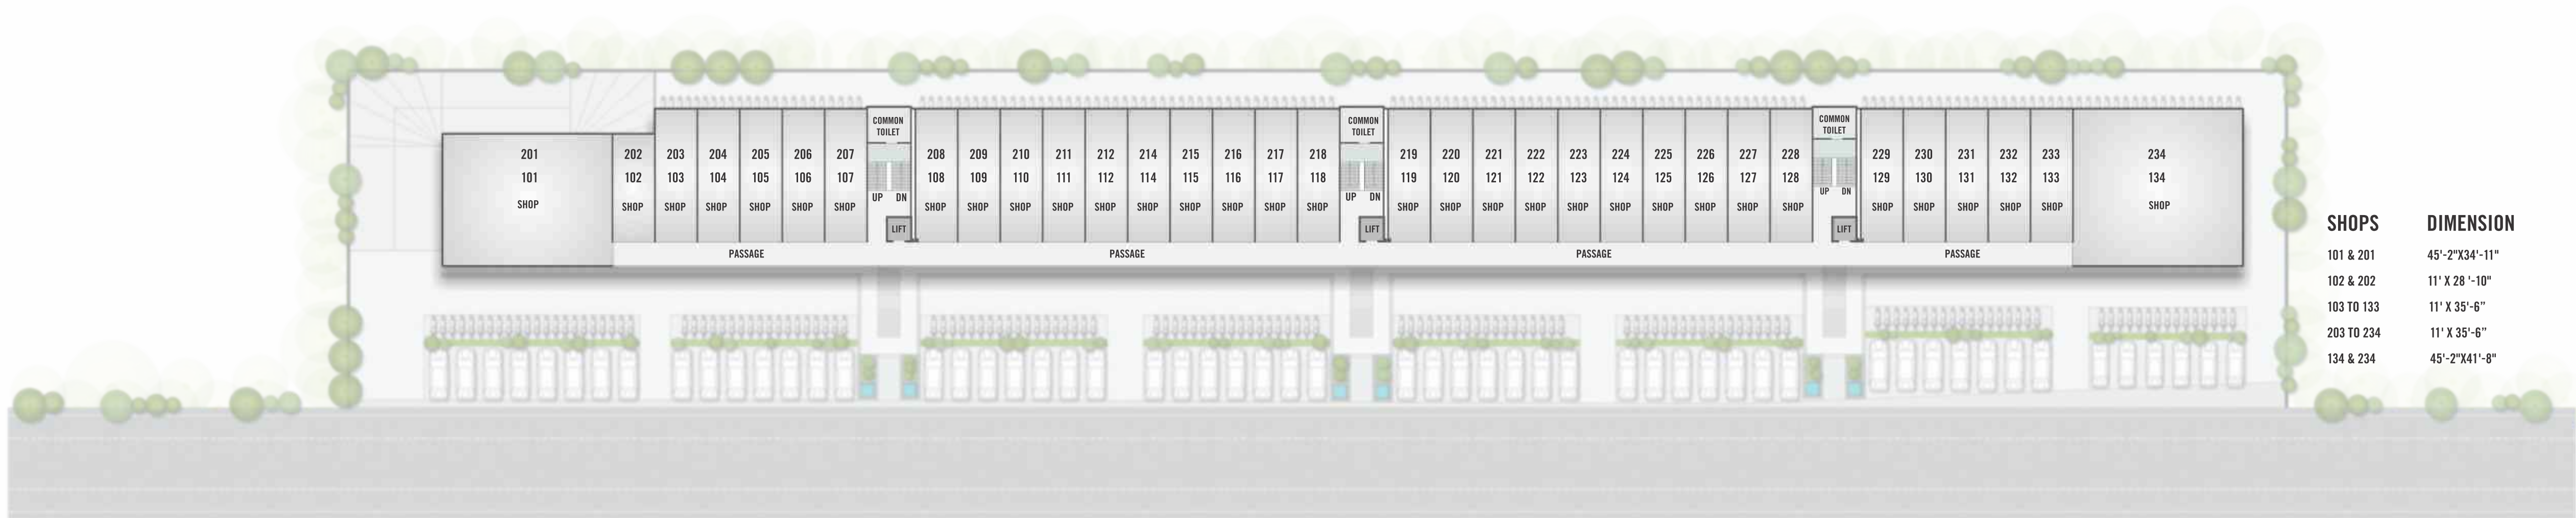 COMMON TOILET
COMMON TOILET
COMMON TOILET
201 202 203 204 205 206 207 208 209 210 211 212 214 215 216 217 218 219 220 221 222 223 224 225 226 227 228 229 230 231 232 233 234
101 102 103 104 105 106 107 108 109 110 111 112 114 115 116 117 118 119 120 121 122 123 124 125 126 127 128 129 130 131 132 133 134
SHOP SHOP SHOP SHOP SHOP SHOP SHOP SHOP SHOP SHOP SHOP SHOP SHOP SHOP SHOP SHOP SHOP SHOP SHOP SHOP SHOP SHOP SHOP SHOP SHOP SHOP SHOP SHOP SHOP SHOP SHOP SHOP SHOP
UP DN UP DN UP DN
LIFT LIFT LIFT
PASSAGE PASSAGE PASSAGE PASSAGE
SHOPS DIMENSION
101 & 201 45'-2"X34'-11"
102 & 202 11' X 28 '-10"
103 TO 133 11' X 35'-6”
203 TO 234 11' X 35'-6”
134 & 234 45'-2"X41'-8"